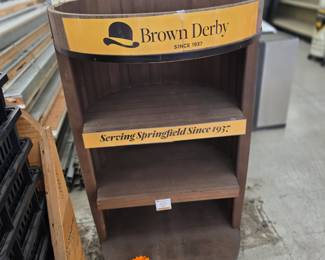 Brown Derby
SINCE 1937
Serving Springfield Since 1937